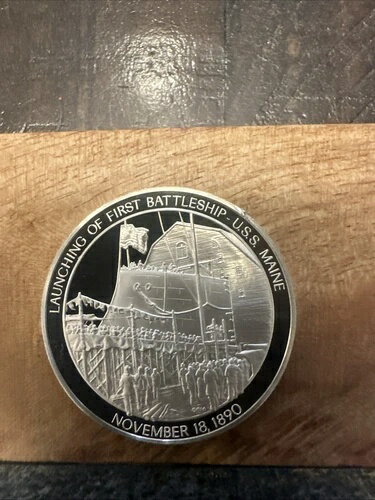 LAUNCHING OF FIRST BATTLESHIP - U.S.S. MAINE
NOVEMBER 18, 1890